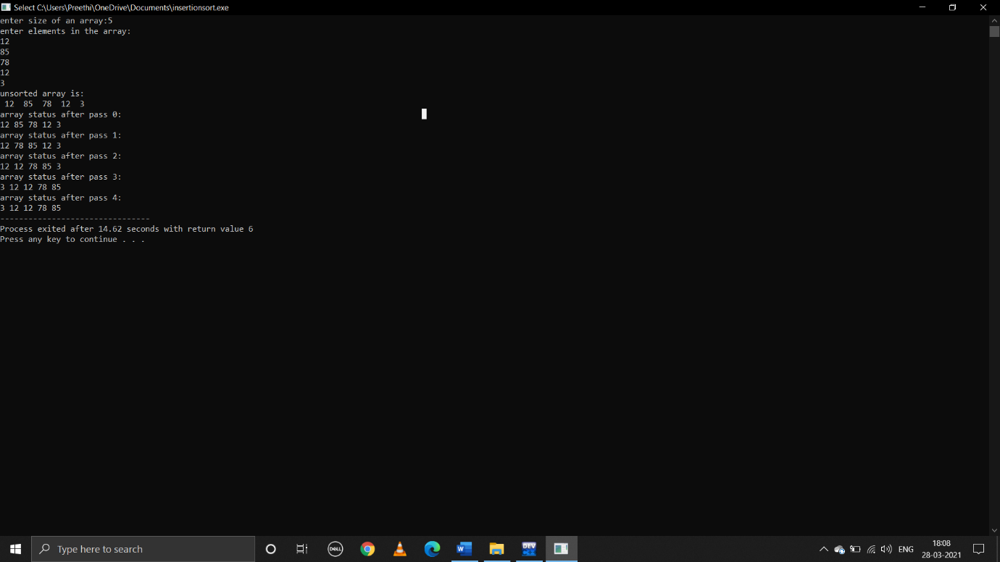 Select C:\Users\Preethi\OneDrive\Documents\insertionsort.exe
enter size of an array:5
enter elements in the array:
12
85
78
12
3
unsorted array is:
 12  85  78  12  3
array status after pass 0:
12 85 78 12 3
array status after pass 1:
12 78 85 12 3
array status after pass 2:
12 12 78 85 3
array status after pass 3:
3 12 12 78 85
array status after pass 4:
3 12 12 78 85
--------------------------------
Process exited after 14.62 seconds with return value 6
Press any key to continue . . .
Type here to search
DELL
W
DEV
ENG
18:08
28-03-2021